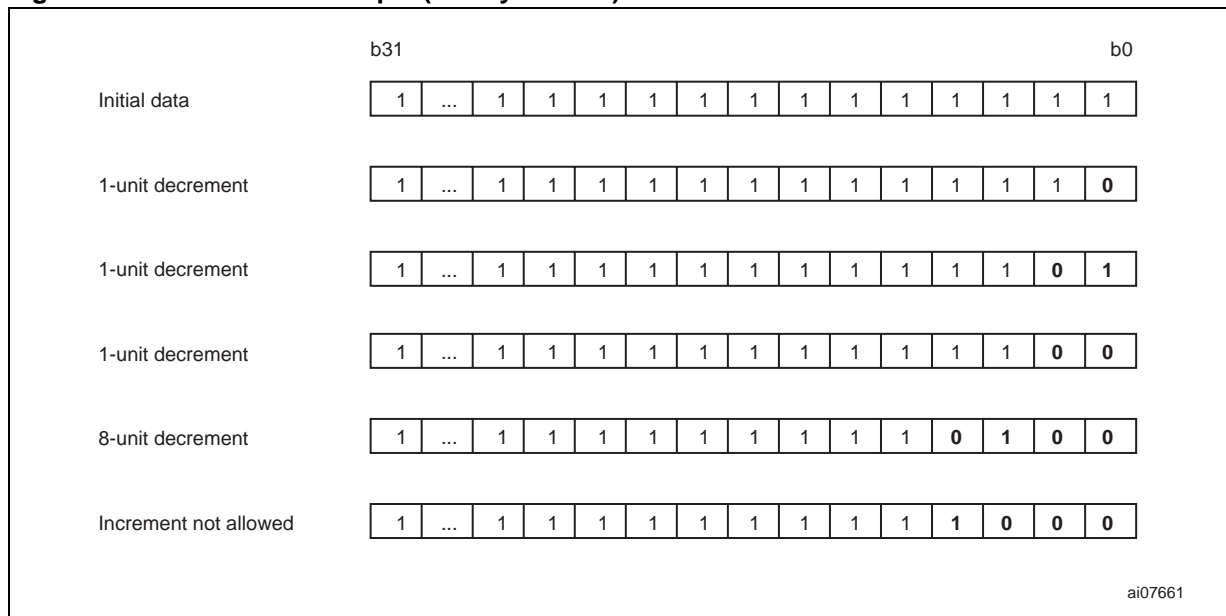 b31 b0
Initial data 1 ... 1 1 1 1 1 1 1 1 1 1 1 1 1
1-unit decrement 1 ... 1 1 1 1 1 1 1 1 1 1 1 1 0
1-unit decrement 1 ... 1 1 1 1 1 1 1 1 1 1 1 0 1
1-unit decrement 1 ... 1 1 1 1 1 1 1 1 1 1 1 0 0
8-unit decrement 1 ... 1 1 1 1 1 1 1 1 1 0 1 0 0
Increment not allowed 1 ... 1 1 1 1 1 1 1 1 1 1 0 0 0
ai07661